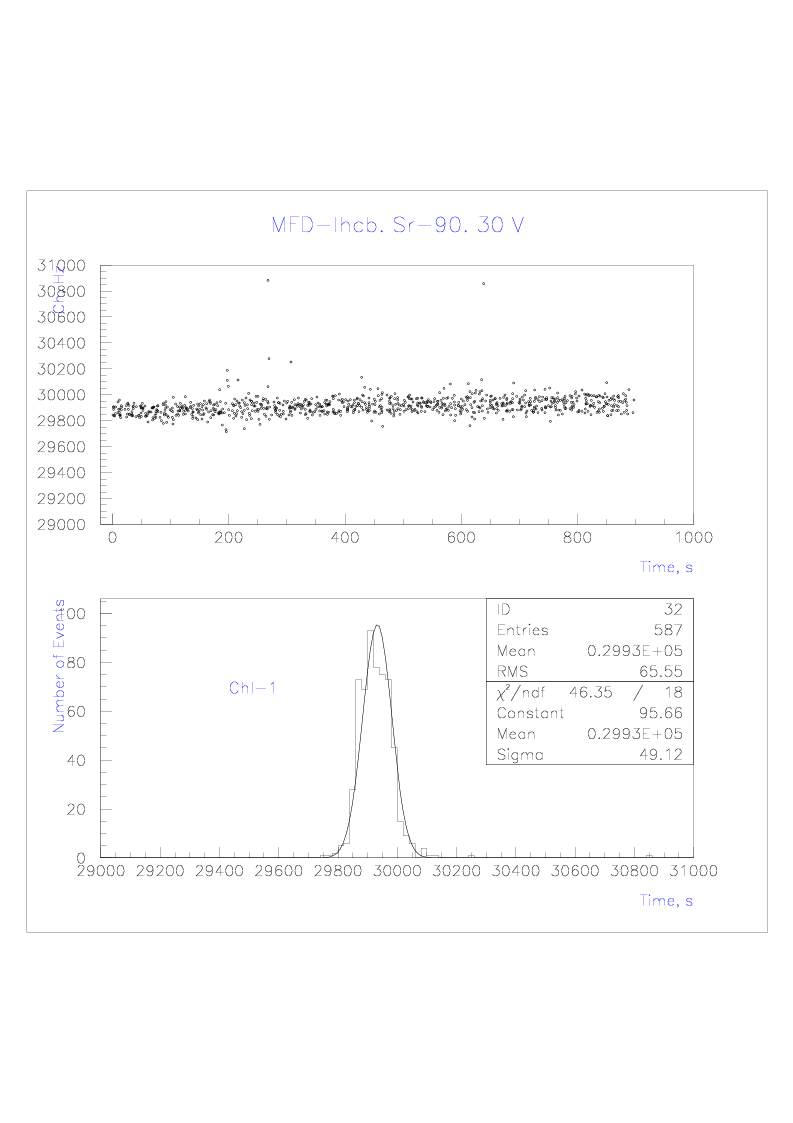 MFD-lhcb. Sr-90. 30 V
Ch, Hz
31000
30800
30600
30400
30200
30000
29800
29600
29400
29200
29000
0 200 400 600 800 1000
Time, s
Number of Events
100
80
60
40
20
0
Chl-1
ID 32
Entries 587
Mean 0.2993E+05
RMS 65.55
χ²/ndf 46.35 / 18
Constant 95.66
Mean 0.2993E+05
Sigma 49.12
29000 29200 29400 29600 29800 30000 30200 30400 30600 30800 31000
Time, s